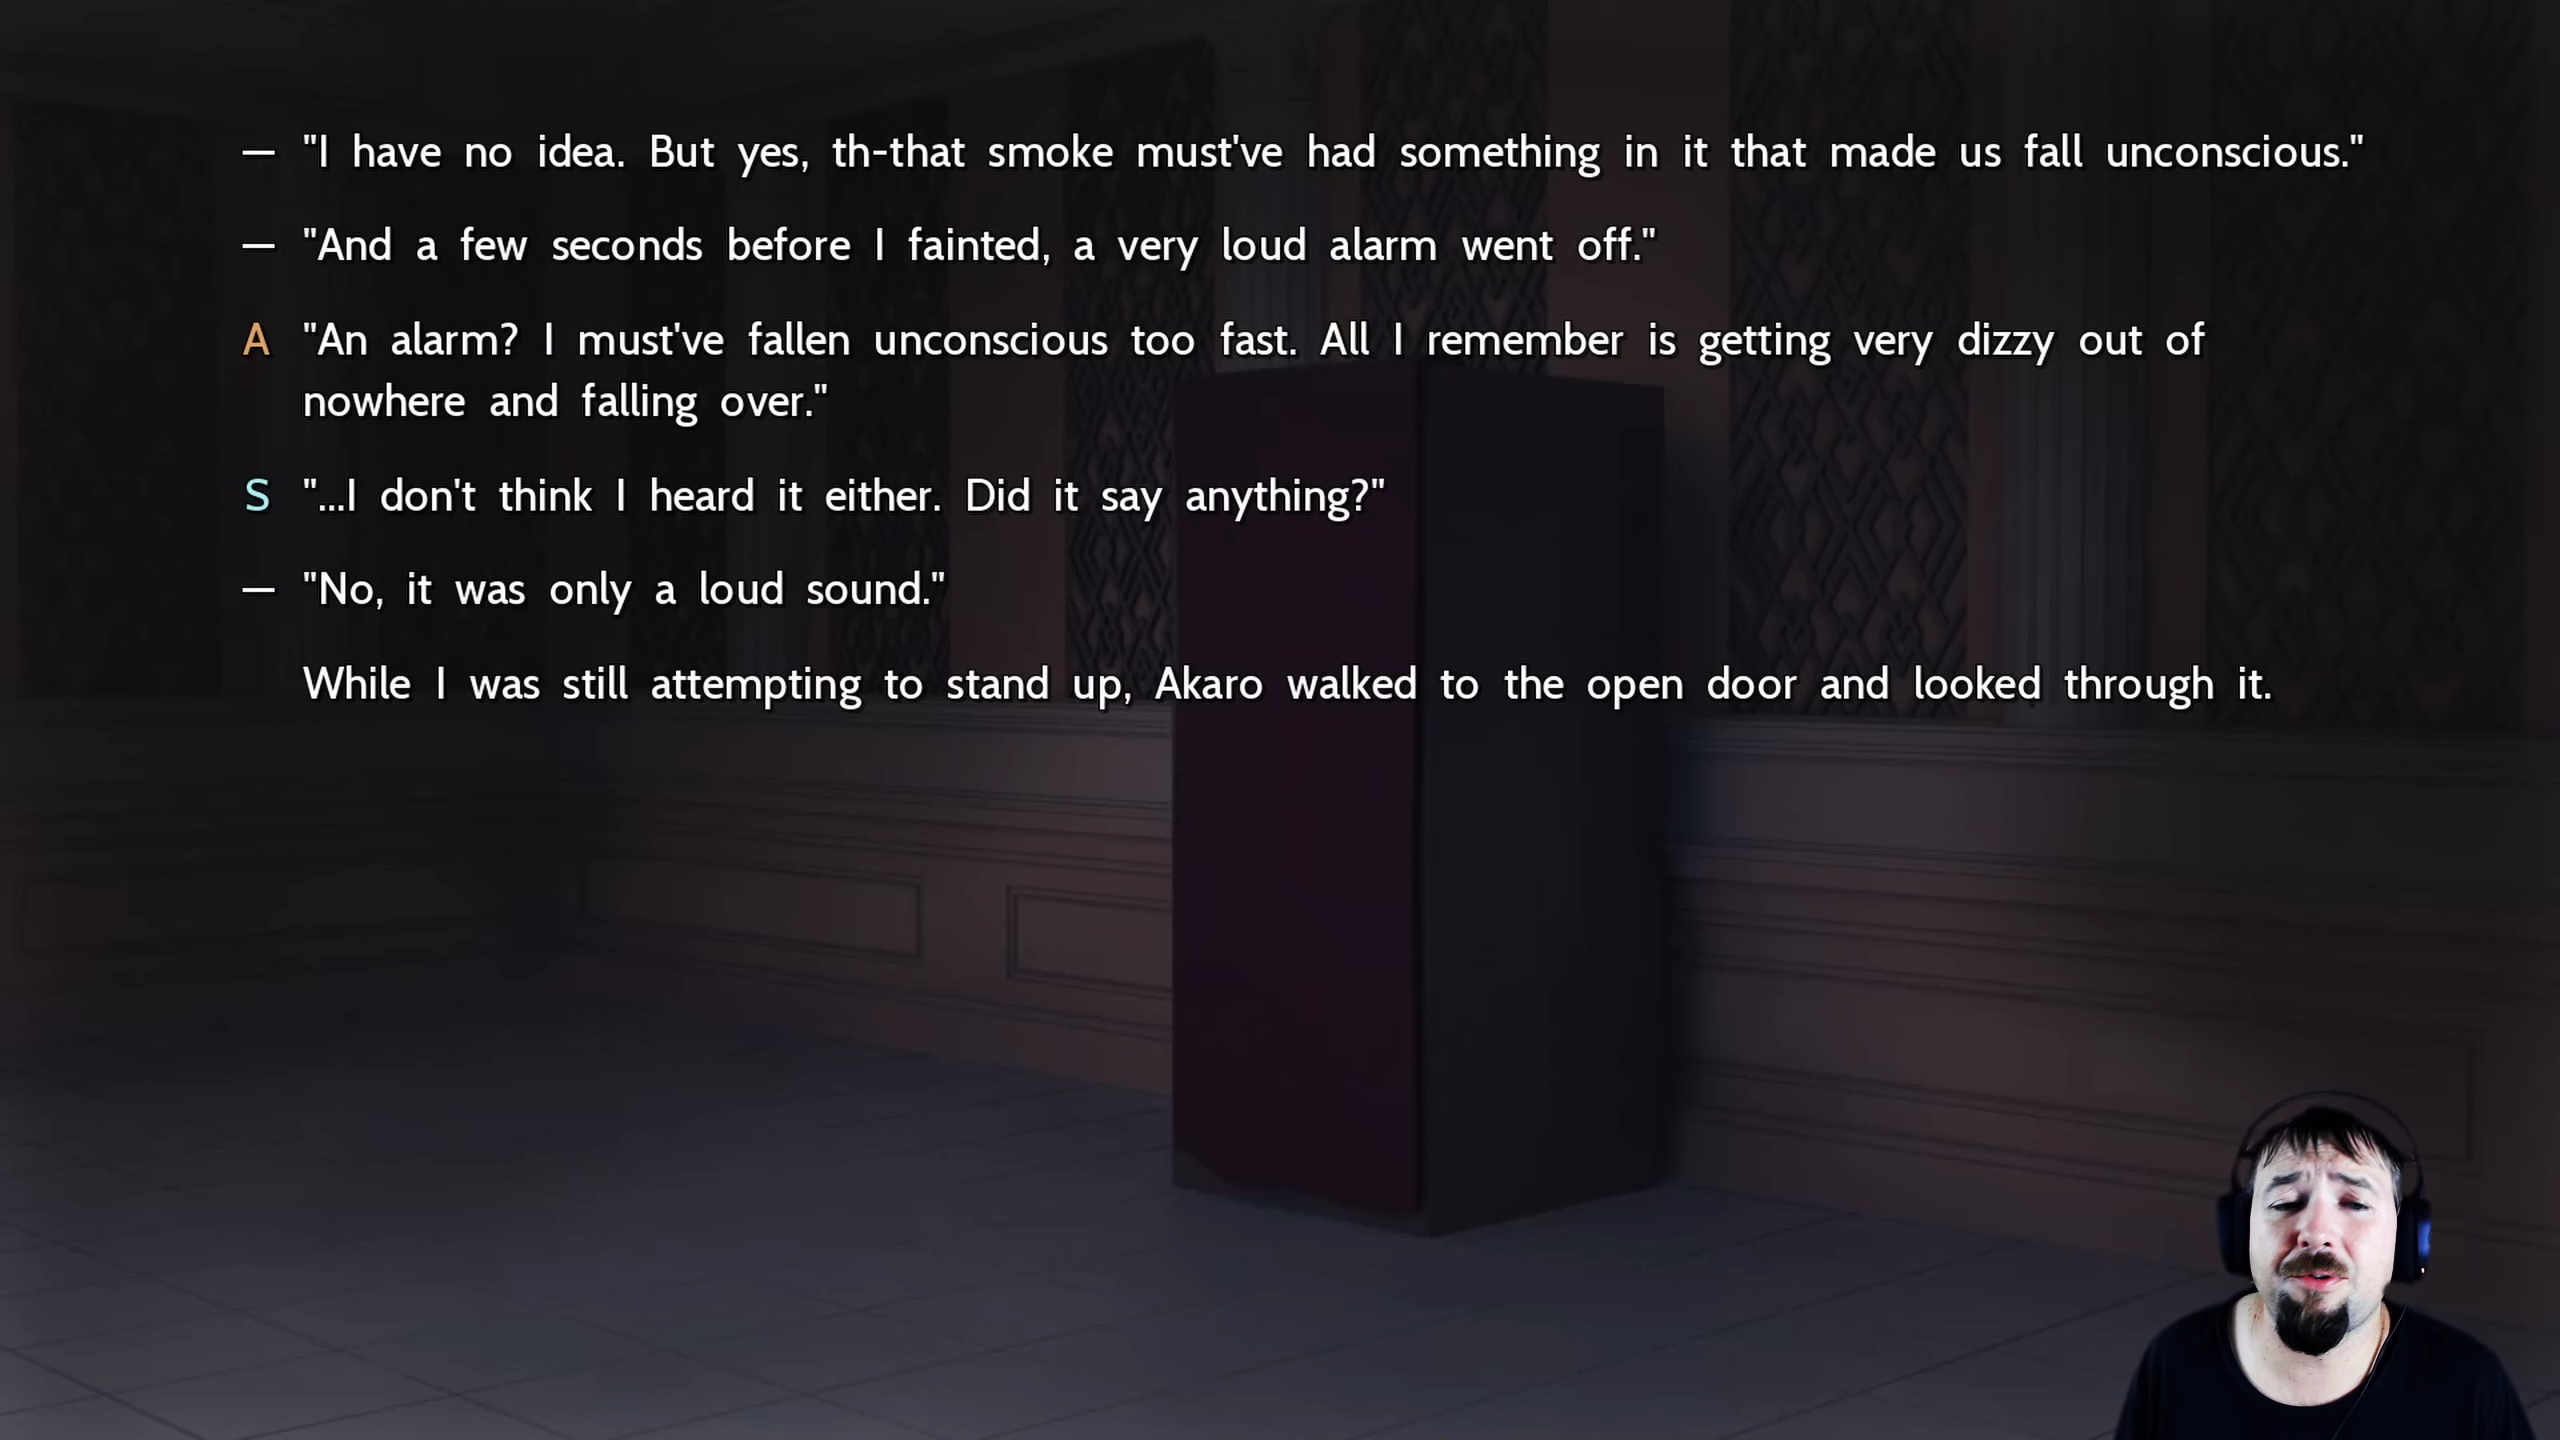 — "I have no idea. But yes, th-that smoke must've had something in it that made us fall unconscious."
— "And a few seconds before I fainted, a very loud alarm went off."
A "An alarm? I must've fallen unconscious too fast. All I remember is getting very dizzy out of
nowhere and falling over."
S "...I don't think I heard it either. Did it say anything?"
— "No, it was only a loud sound."
While I was still attempting to stand up, Akaro walked to the open door and looked through it.